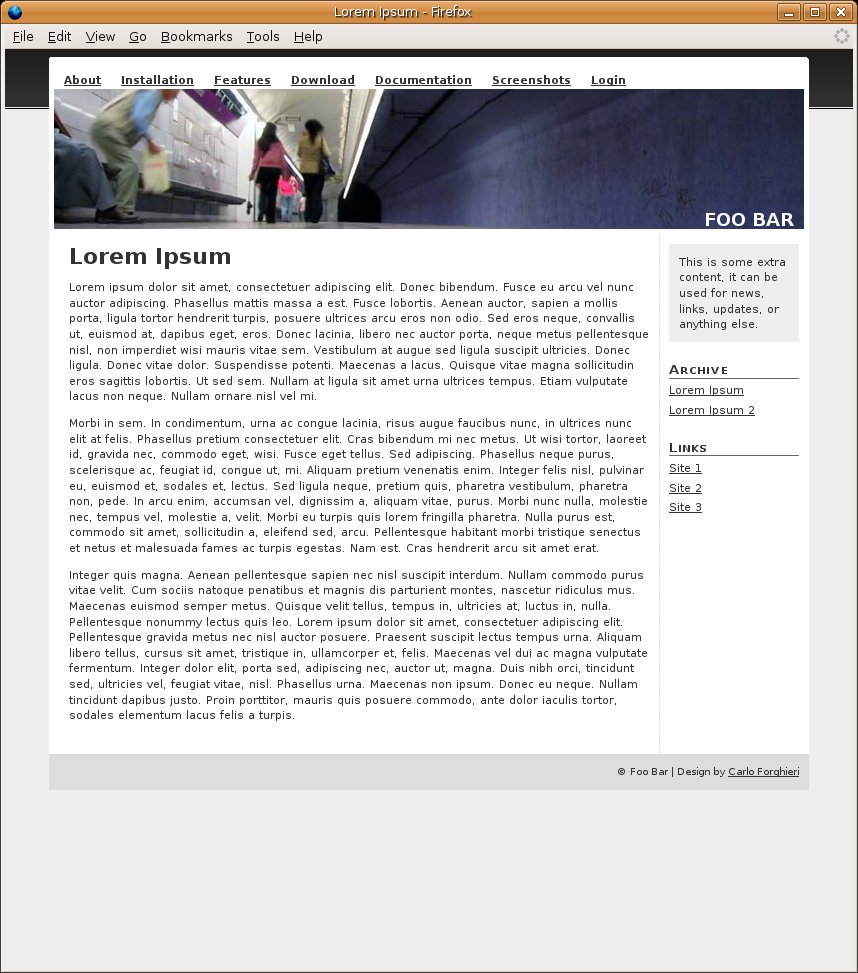 Lorem Ipsum - Firefox
File Edit View Go Bookmarks Tools Help
About Installation Features Download Documentation Screenshots Login
FOO BAR
Lorem Ipsum
Lorem ipsum dolor sit amet, consectetuer adipiscing elit. Donec bibendum. Fusce eu arcu vel nunc
auctor adipiscing. Phasellus mattis massa a est. Fusce lobortis. Aenean auctor, sapien a mollis
porta, ligula tortor hendrerit turpis, posuere ultrices arcu eros non odio. Sed eros neque, convallis
ut, euismod at, dapibus eget, eros. Donec lacinia, libero nec auctor porta, neque metus pellentesque
nisl, non imperdiet wisi mauris vitae sem. Vestibulum at augue sed ligula suscipit ultricies. Donec
ligula. Donec vitae dolor. Suspendisse potenti. Maecenas a lacus. Quisque vitae magna sollicitudin
eros sagittis lobortis. Ut sed sem. Nullam at ligula sit amet urna ultrices tempus. Etiam vulputate
lacus non neque. Nullam ornare nisl vel mi.
Morbi in sem. In condimentum, urna ac congue lacinia, risus augue faucibus nunc, in ultrices nunc
elit at felis. Phasellus pretium consectetuer elit. Cras bibendum mi nec metus. Ut wisi tortor, laoreet
id, gravida nec, commodo eget, wisi. Fusce eget tellus. Sed adipiscing. Phasellus neque purus,
scelerisque ac, feugiat id, congue ut, mi. Aliquam pretium venenatis enim. Integer felis nisl, pulvinar
eu, euismod et, sodales et, lectus. Sed ligula neque, pretium quis, pharetra vestibulum, pharetra
non, pede. In arcu enim, accumsan vel, dignissim a, aliquam vitae, purus. Morbi nunc nulla, molestie
nec, tempus vel, molestie a, velit. Morbi eu turpis quis lorem fringilla pharetra. Nulla purus est,
commodo sit amet, sollicitudin a, eleifend sed, arcu. Pellentesque habitant morbi tristique senectus
et netus et malesuada fames ac turpis egestas. Nam est. Cras hendrerit arcu sit amet erat.
Integer quis magna. Aenean pellentesque sapien nec nisl suscipit interdum. Nullam commodo purus
vitae velit. Cum sociis natoque penatibus et magnis dis parturient montes, nascetur ridiculus mus.
Maecenas euismod semper metus. Quisque velit tellus, tempus in, ultricies at, luctus in, nulla.
Pellentesque nonummy lectus quis leo. Lorem ipsum dolor sit amet, consectetuer adipiscing elit.
Pellentesque gravida metus nec nisl auctor posuere. Praesent suscipit lectus tempus urna. Aliquam
libero tellus, cursus sit amet, tristique in, ullamcorper et, felis. Maecenas vel dui ac magna vulputate
fermentum. Integer dolor elit, porta sed, adipiscing nec, auctor ut, magna. Duis nibh orci, tincidunt
sed, ultricies vel, feugiat vitae, nisl. Phasellus urna. Maecenas non ipsum. Donec eu neque. Nullam
tincidunt dapibus justo. Proin porttitor, mauris quis posuere commodo, ante dolor iaculis tortor,
sodales elementum lacus felis a turpis.
This is some extra
content, it can be
used for news,
links, updates, or
anything else.
Archive
Lorem Ipsum
Lorem Ipsum 2
Links
Site 1
Site 2
Site 3
© Foo Bar | Design by Carlo Forghieri